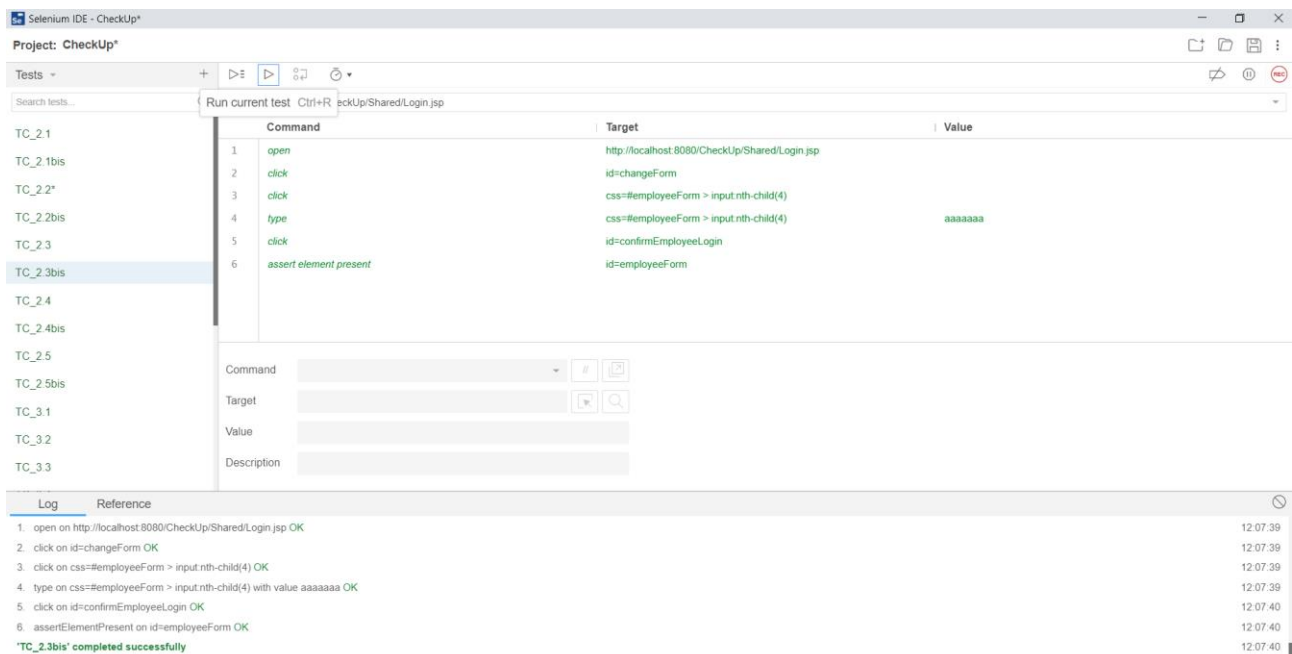 Selenium IDE - CheckUp*
Project: CheckUp*
Tests
Search tests...
Run current test Ctrl+R
eckUp/Shared/Login.jsp
Command Target Value
1 open http://localhost:8080/CheckUp/Shared/Login.jsp
2 click id=changeForm
3 click css=#employeeForm > input:nth-child(4)
4 type css=#employeeForm > input:nth-child(4) aaaaaaa
5 click id=confirmEmployeeLogin
6 assert element present id=employeeForm
TC_2.1
TC_2.1bis
TC_2.2*
TC_2.2bis
TC_2.3
TC_2.3bis
TC_2.4
TC_2.4bis
TC_2.5
TC_2.5bis
TC_3.1
TC_3.2
TC_3.3
REC
Command //
Target
Value
Description
Log Reference
1. open on http://localhost:8080/CheckUp/Shared/Login.jsp OK 12:07:39
2. click on id=changeForm OK 12:07:39
3. click on css=#employeeForm > input:nth-child(4) OK 12:07:39
4. type on css=#employeeForm > input:nth-child(4) with value aaaaaaa OK 12:07:39
5. click on id=confirmEmployeeLogin OK 12:07:40
6. assertElementPresent on id=employeeForm OK 12:07:40
'TC_2.3bis' completed successfully 12:07:40